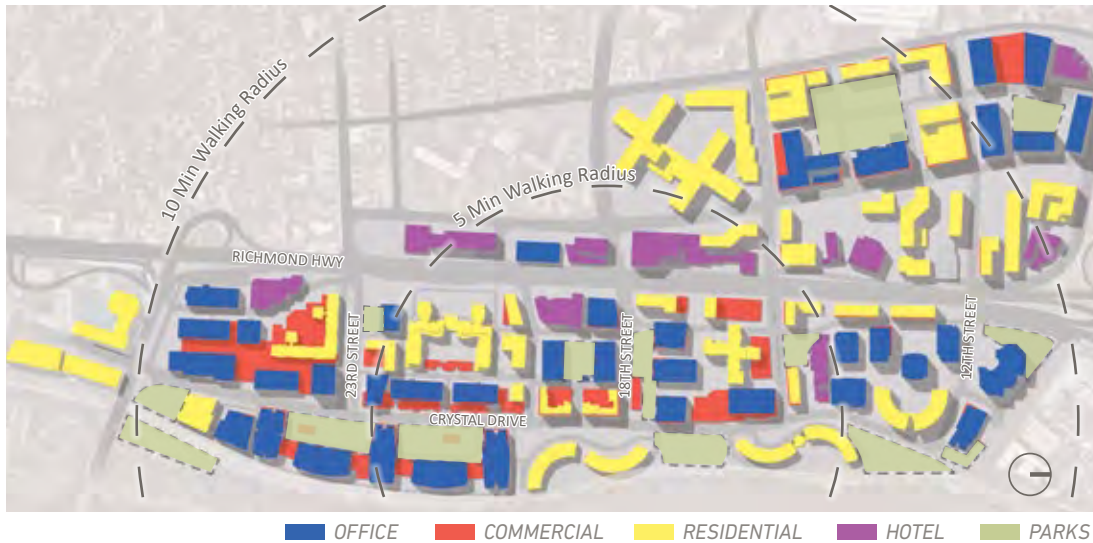 10 Min Walking Radius
5 Min Walking Radius
RICHMOND HWY
23RD STREET
18TH STREET
12TH STREET
CRYSTAL DRIVE
OFFICE
COMMERCIAL
RESIDENTIAL
HOTEL
PARKS